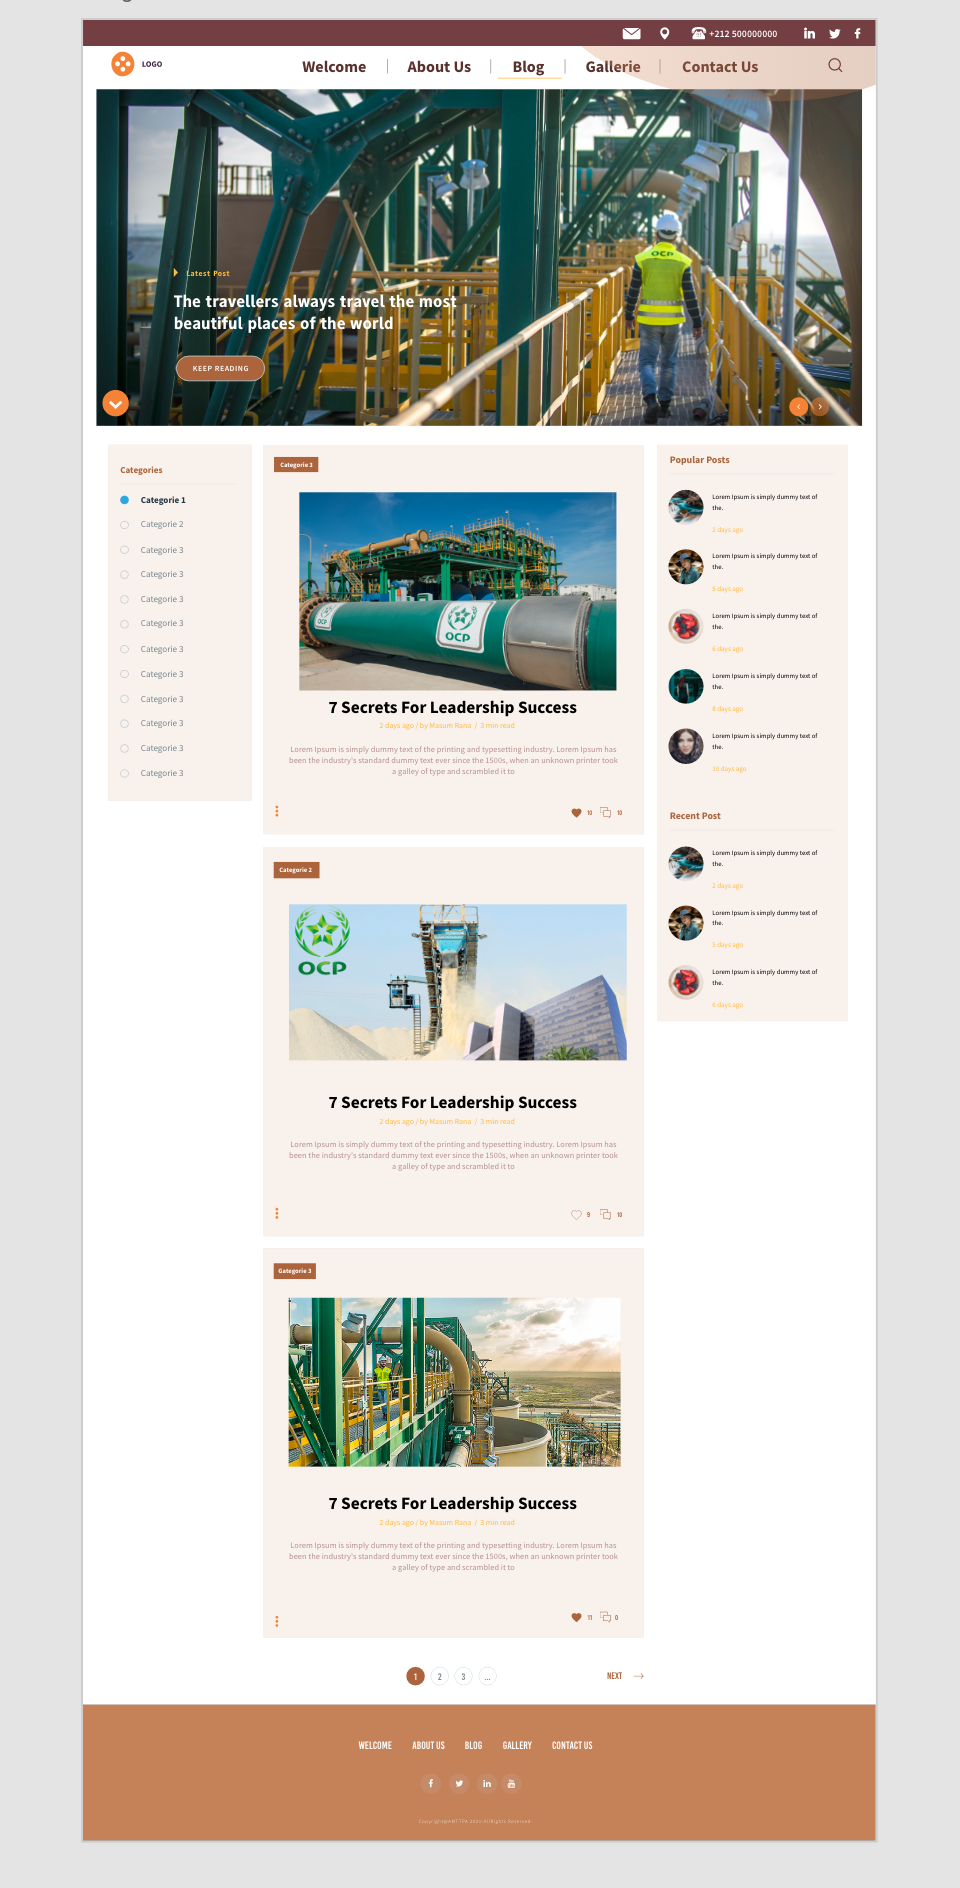 +212 500000000
LOGO
Welcome
About Us
Blog
Gallerie
Contact Us
OCP
Latest Post
The travellers always travel the most
beautiful places of the world
KEEP READING
Categories
Categorie 1
Categorie 2
Categorie 3
Categorie 3
Categorie 3
Categorie 3
Categorie 3
Categorie 3
Categorie 3
Categorie 3
Categorie 3
Categorie 3
Categorie 3
OCP
7 Secrets For Leadership Success
2 days ago / by Masum Rana / 3 min read
Lorem Ipsum is simply dummy text of the printing and typesetting industry. Lorem Ipsum has
been the industry's standard dummy text ever since the 1500s, when an unknown printer took
a galley of type and scrambled it to
10
10
Categorie 2
OCP
7 Secrets For Leadership Success
2 days ago / by Masum Rana / 3 min read
Lorem Ipsum is simply dummy text of the printing and typesetting industry. Lorem Ipsum has
been the industry's standard dummy text ever since the 1500s, when an unknown printer took
a galley of type and scrambled it to
9
10
Gategorie 3
7 Secrets For Leadership Success
2 days ago / by Masum Rana / 3 min read
Lorem Ipsum is simply dummy text of the printing and typesetting industry. Lorem Ipsum has
been the industry's standard dummy text ever since the 1500s, when an unknown printer took
a galley of type and scrambled it to
11
0
Popular Posts
Lorem Ipsum is simply dummy text of
the.
2 days ago
Lorem Ipsum is simply dummy text of
the.
5 days ago
Lorem Ipsum is simply dummy text of
the.
6 days ago
Lorem Ipsum is simply dummy text of
the.
8 days ago
Lorem Ipsum is simply dummy text of
the.
10 days ago
Recent Post
Lorem Ipsum is simply dummy text of
the.
2 days ago
Lorem Ipsum is simply dummy text of
the.
5 days ago
Lorem Ipsum is simply dummy text of
the.
6 days ago
1
2
3
...
NEXT
WELCOME
ABOUT US
BLOG
GALLERY
CONTACT US